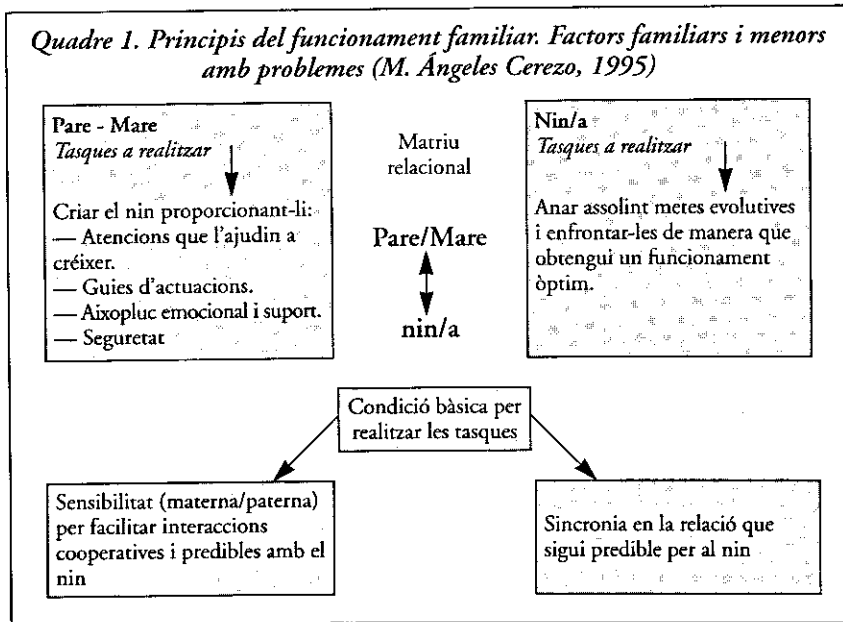 Quadre 1. Principis del funcionament familiar. Factors familiars i menors
amb problemes (M. Ángeles Cerezo, 1995)
Pare - Mare
Tasques a realitzar
Criar el nin proporcionant-li:
— Atencions que l'ajudin a
créixer.
— Guies d'actuacions.
— Aixopluc emocional i suport.
— Seguretat
Matriu
relacional
Pare/Mare
nin/a
Nin/a
Tasques a realitzar
Anar assolint metes evolutives
i enfrontar-les de manera que
obtengui un funcionament
òptim.
Condició bàsica per
realitzar les tasques
Sensibilitat (materna/paterna)
per facilitar interaccions
cooperatives i predibles amb el
nin
Sincronia en la relació que
sigui predible per al nin